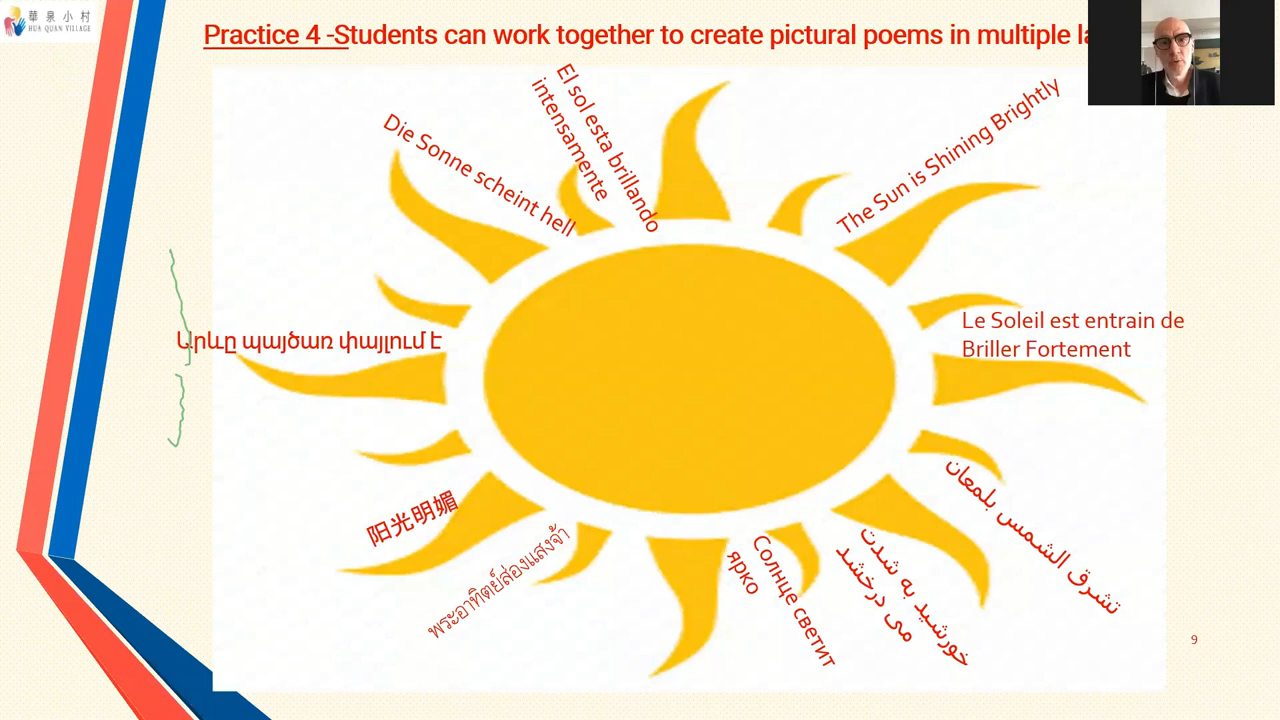 華泉小村
HUA QUAN VILLAGE
Practice 4 -Students can work together to create pictural poems in multiple
El sol esta brillando
intensamente
Die Sonne scheint hell
The Sun is Shining Brightly
Le Soleil est entrain de
Briller Fortement
Արևը պայծառ փայլում է
阳光明媚
พระอาทิตย์ส่องแสงจ้า
Солнце светит
ярко
خورشید به شدت
می درخشد
تشرق الشمس بلمعان
9